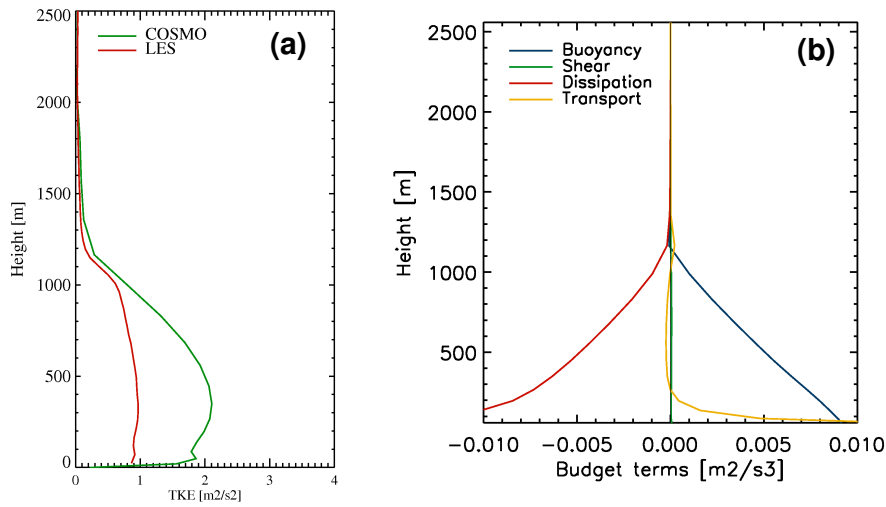 (a)
COSMO
LES
2500
2000
1500
1000
500
0
Height [m]
0 1 2 3 4
TKE [m2/s2]
(b)
Buoyancy
Shear
Dissipation
Transport
2500
2000
1500
1000
500
Height [m]
-0.010 -0.005 0.000 0.005 0.010
Budget terms [m2/s3]